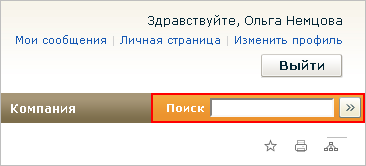 Здравствуйте, Ольга Немцова
Мои сообщения | Личная страница | Изменить профиль
Выйти
Компания Поиск »